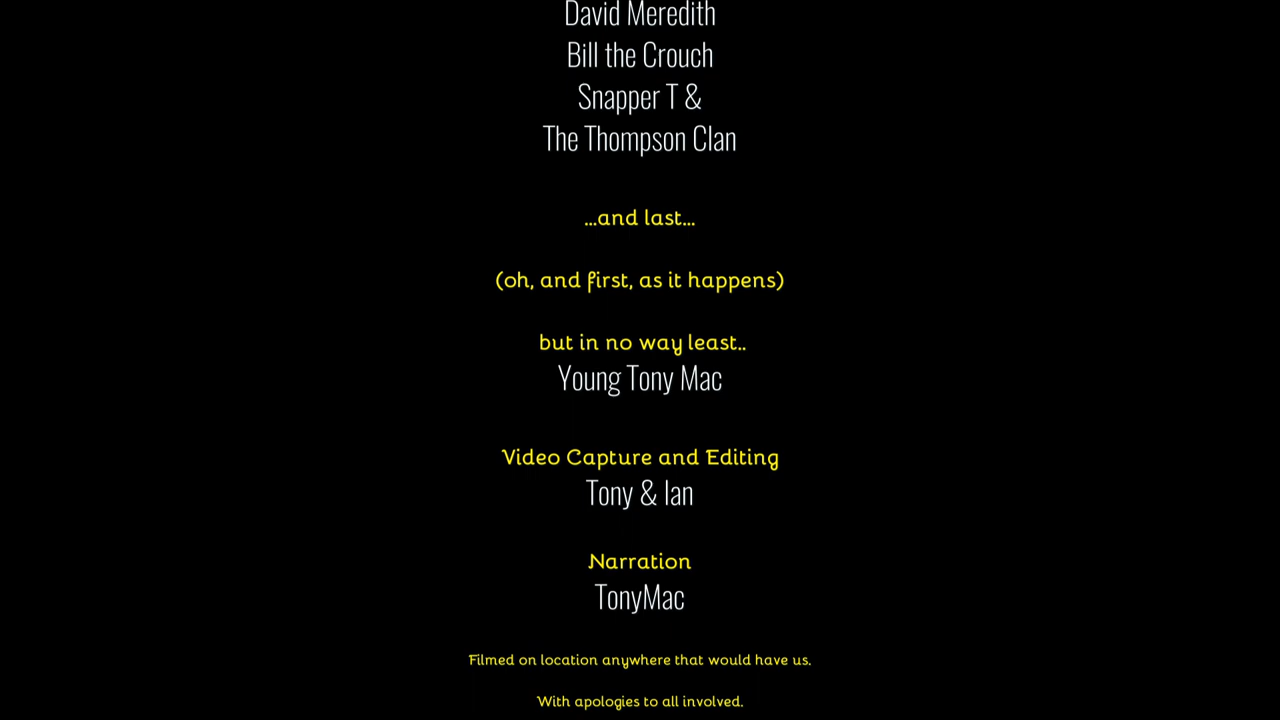 David Meredith
Bill the Crouch
Snapper T &
The Thompson Clan
...and last...
(oh, and first, as it happens)
but in no way least..
Young Tony Mac
Video Capture and Editing
Tony & Ian
Narration
TonyMac
Filmed on location anywhere that would have us.
With apologies to all involved.